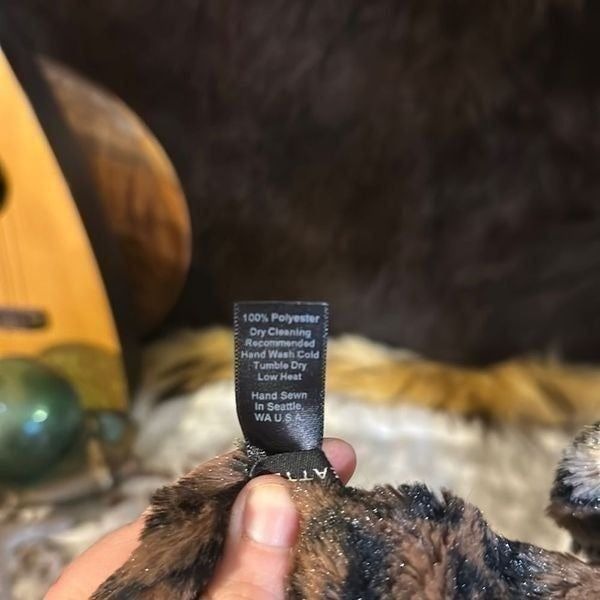 100% Polyester
Dry Cleaning
Recommended
Hand Wash Cold
Tumble Dry
Low Heat
Hand Sewn
In Seattle,
WA U.S.A.